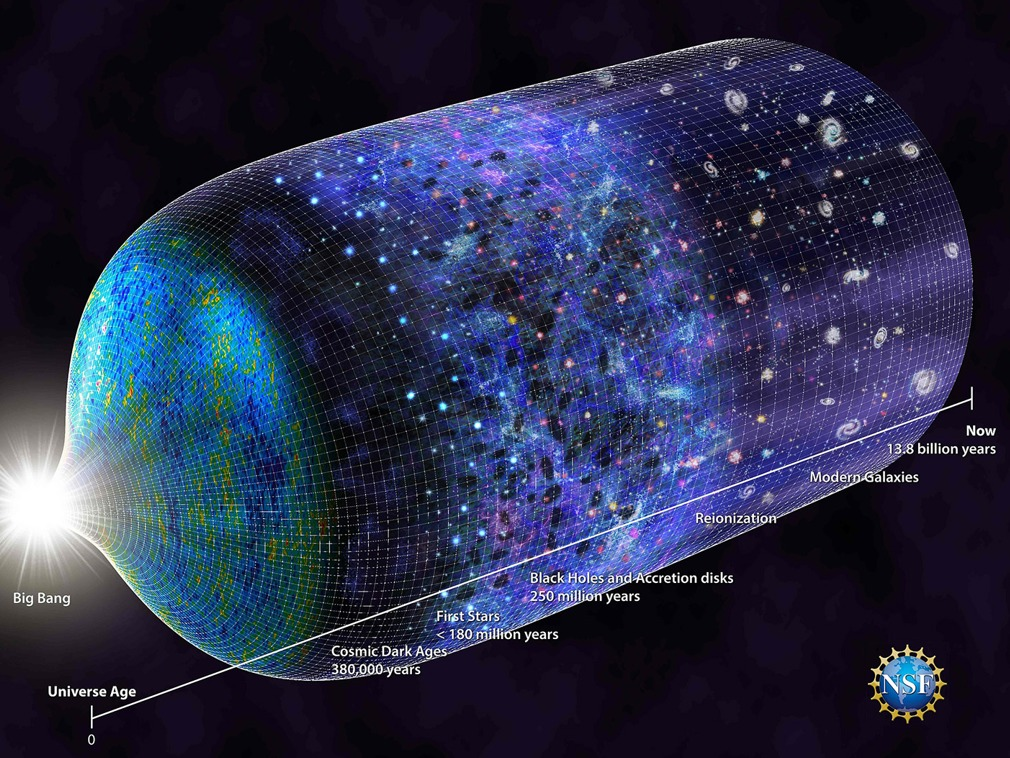 Big Bang
Universe Age
0
Cosmic Dark Ages
380,000 years
First Stars
< 180 million years
Black Holes and Accretion disks
250 million years
Reionization
Modern Galaxies
Now
13.8 billion years
NSF